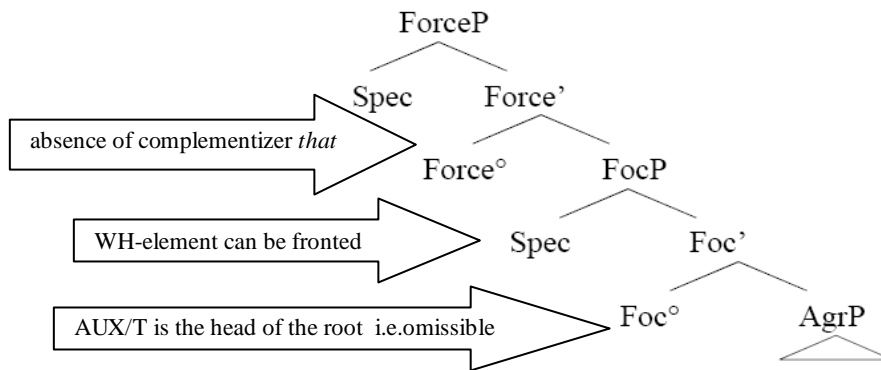 ForceP
Spec Force’
absence of complementizer that
Force° FocP
WH-element can be fronted
Spec Foc’
AUX/T is the head of the root i.e.omissible
Foc° AgrP